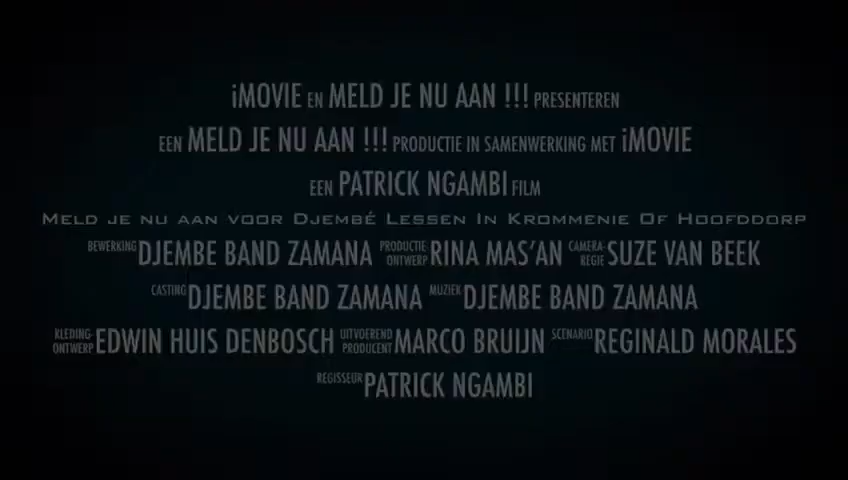 iMOVIE EN MELD JE NU AAN !!! PRESENTEREN
EEN MELD JE NU AAN !!! PRODUCTIE IN SAMENWERKING MET iMOVIE
EEN PATRICK NGAMBI FILM
MELD JE NU AAN VOOR DJEMBÉ LESSEN IN KROMMENIE OF HOOFDDORP
BEWERKING DJEMBE BAND ZAMANA PRODUCTIE-ONTWERP RINA MAS'AN CAMERA-REGIE SUZE VAN BEEK
CASTING DJEMBE BAND ZAMANA MUZIEK DJEMBE BAND ZAMANA
KLEDING-ONTWERP EDWIN HUIS DENBOSCH UITVOEREND PRODUCENT MARCO BRUIJN SCENARIO REGINALD MORALES
REGISSEUR PATRICK NGAMBI